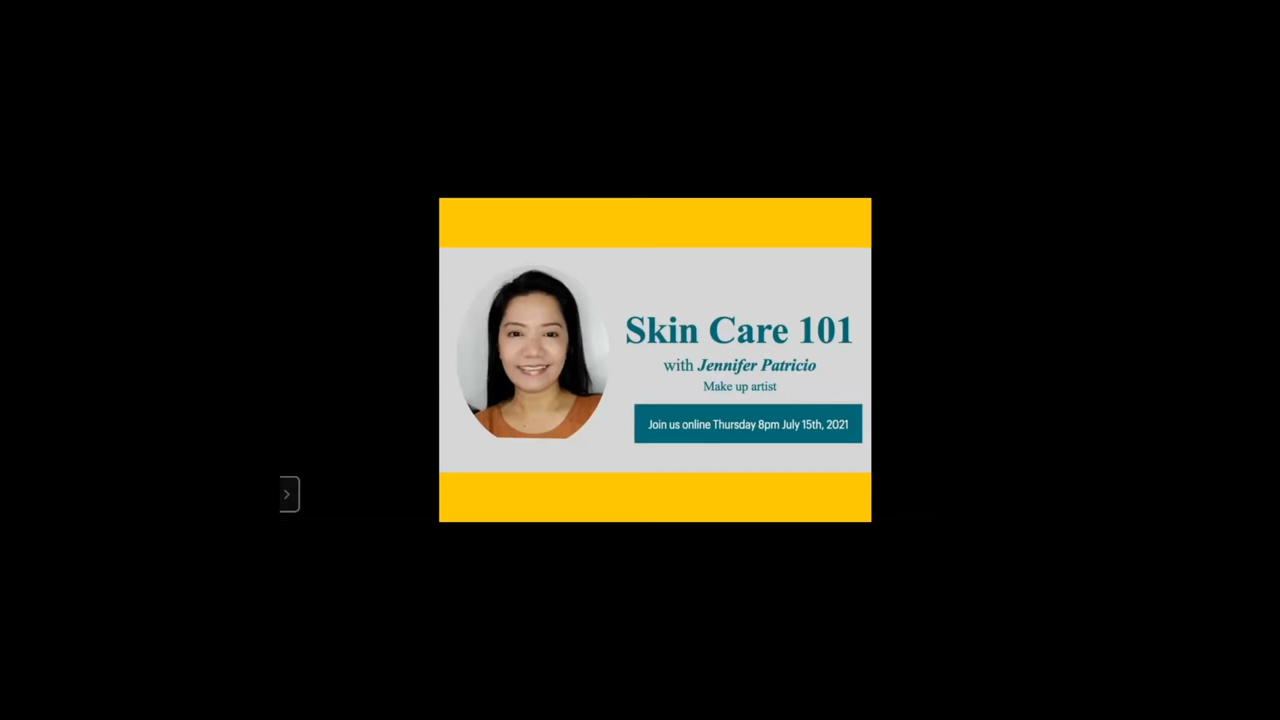 Skin Care 101
with Jennifer Patricio
Make up artist
Join us online Thursday 8pm July 15th, 2021